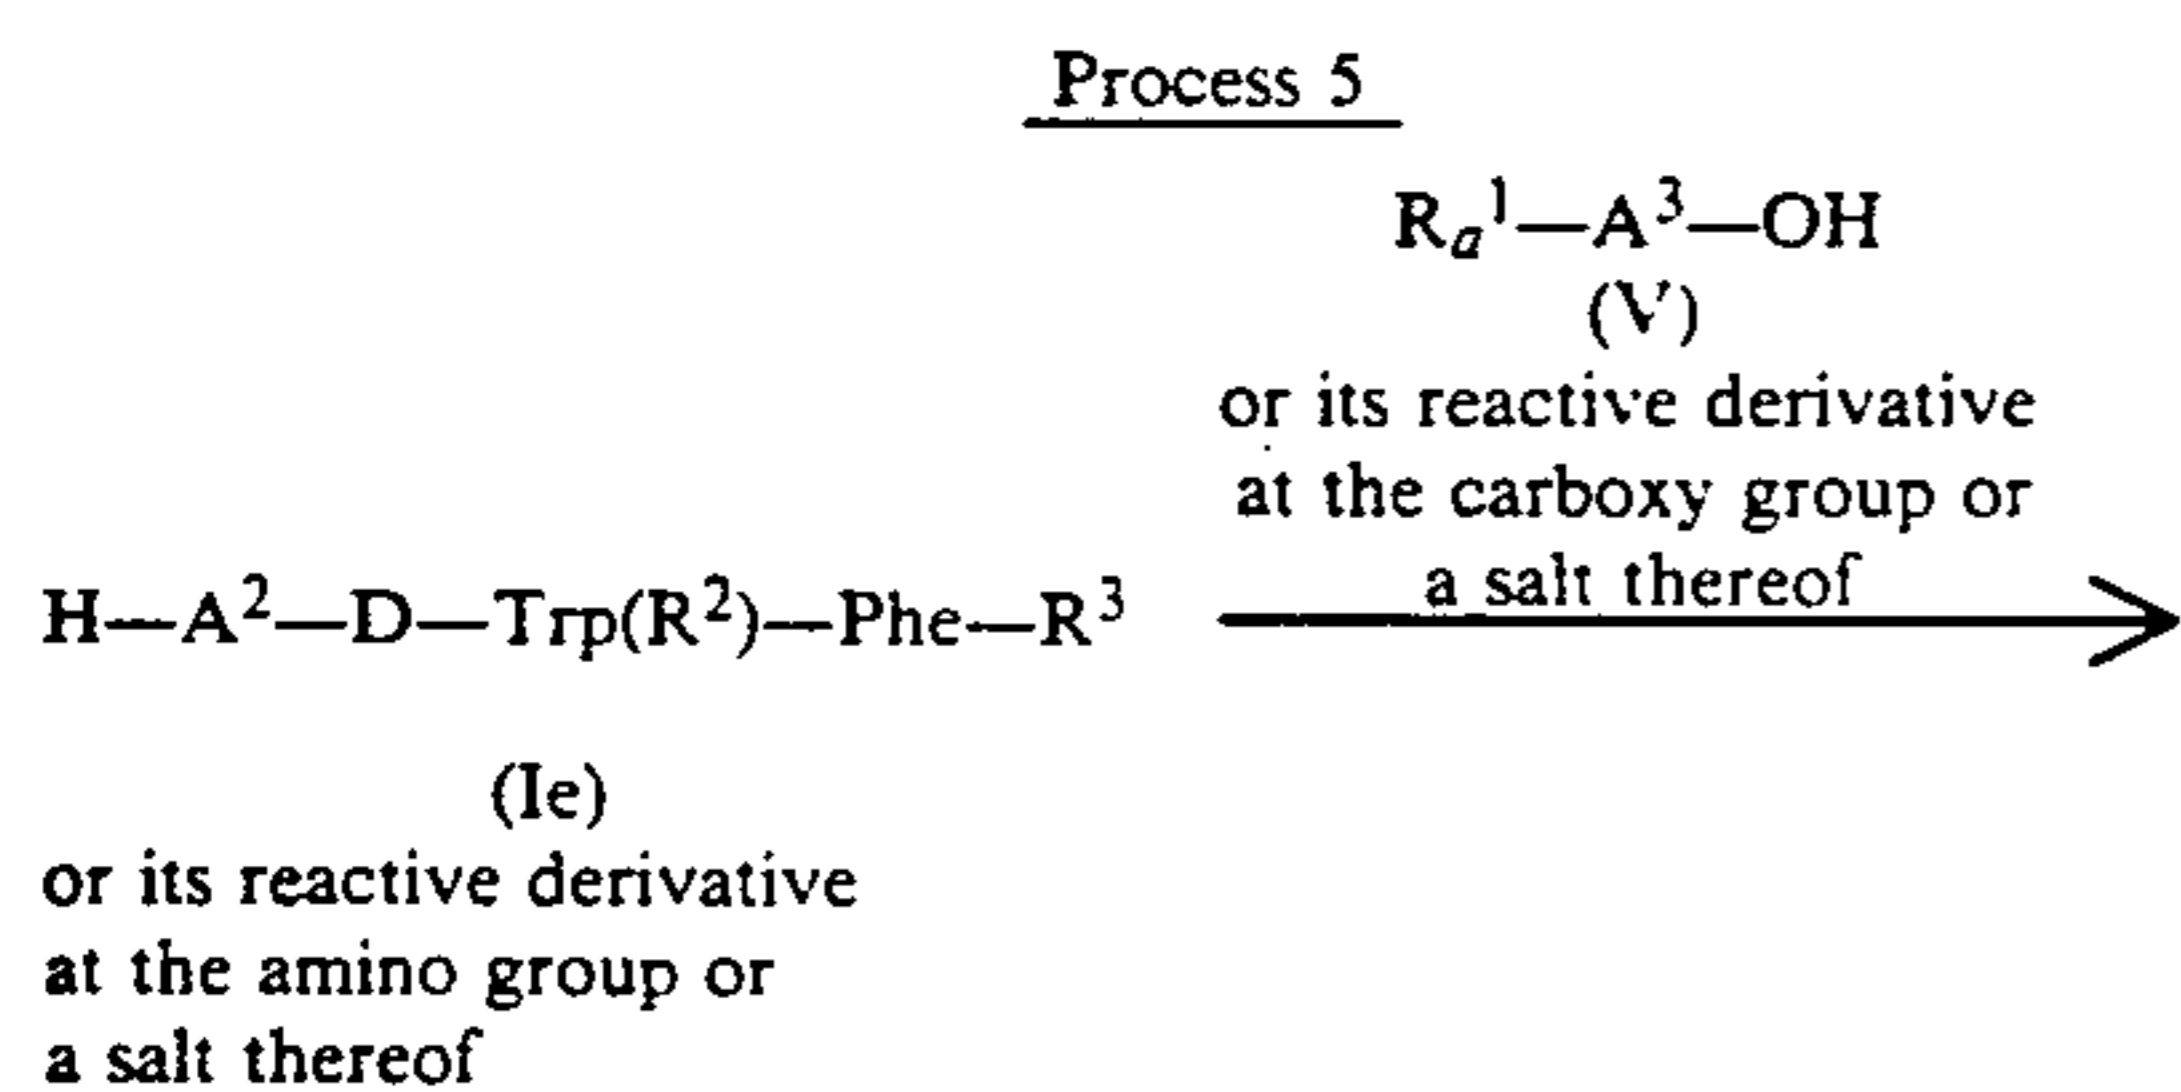 Process 5
Rₐ¹—A³—OH
(V)
or its reactive derivative
at the carboxy group or
a salt thereof
H—A²—D—Trp(R²)—Phe—R³
(Ie)
or its reactive derivative
at the amino group or
a salt thereof